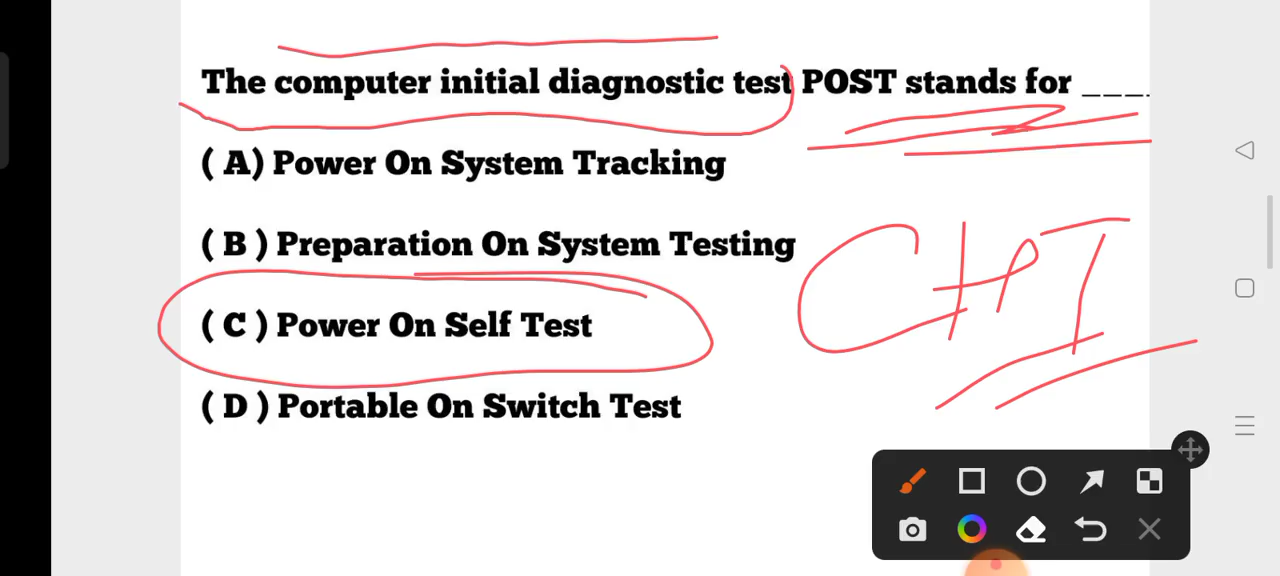 The computer initial diagnostic test POST stands for ____.
( A) Power On System Tracking
( B ) Preparation On System Testing
( C ) Power On Self Test
( D ) Portable On Switch Test